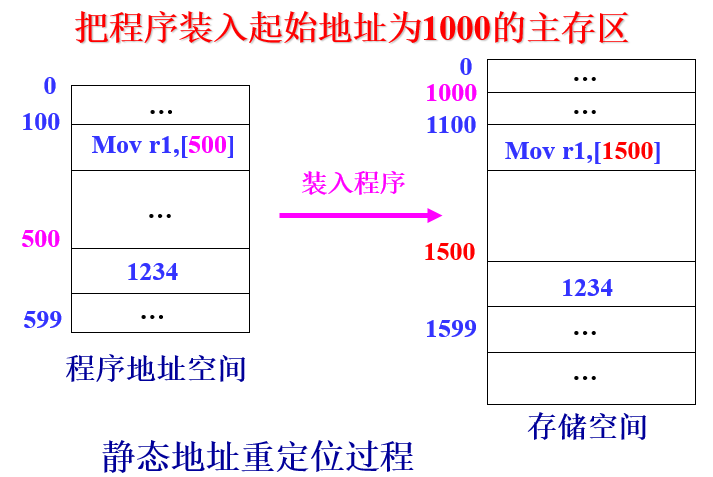 把程序装入起始地址为1000的主存区
0
...
100
Mov r1,[500]
...
500
1234
599
...
程序地址空间
装入程序
0
...
1000
...
1100
Mov r1,[1500]
1500
1234
1599
...
...
存储空间
静态地址重定位过程